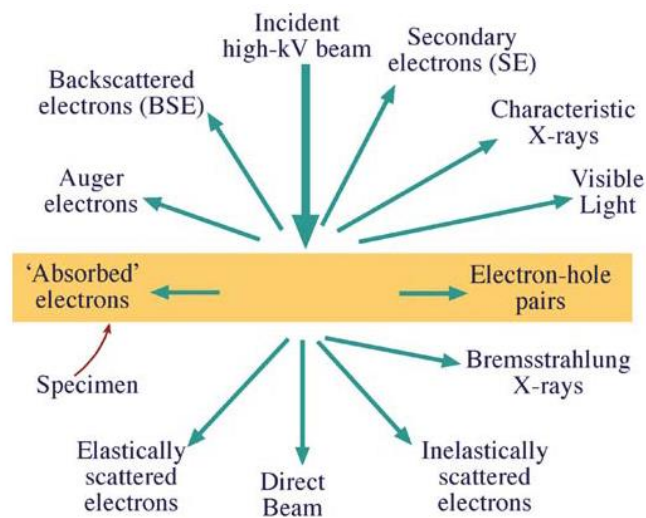 Incident
high-kV beam
Secondary
electrons (SE)
Backscattered
electrons (BSE)
Characteristic
X-rays
Auger
electrons
Visible
Light
‘Absorbed’
electrons
Electron-hole
pairs
Specimen
Bremsstrahlung
X-rays
Elastically
scattered
electrons
Direct
Beam
Inelastically
scattered
electrons